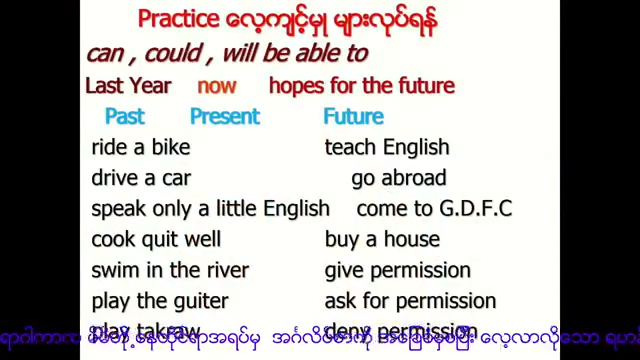 Practice လေ့ကျင့်မှု များလုပ်ရန်
can , could , will be able to
Last Year now hopes for the future
Past Present Future
ride a bike teach English
drive a car go abroad
speak only a little English come to G.D.F.C
cook quit well buy a house
swim in the river give permission
play the guiter ask for permission
play takraw deny permission